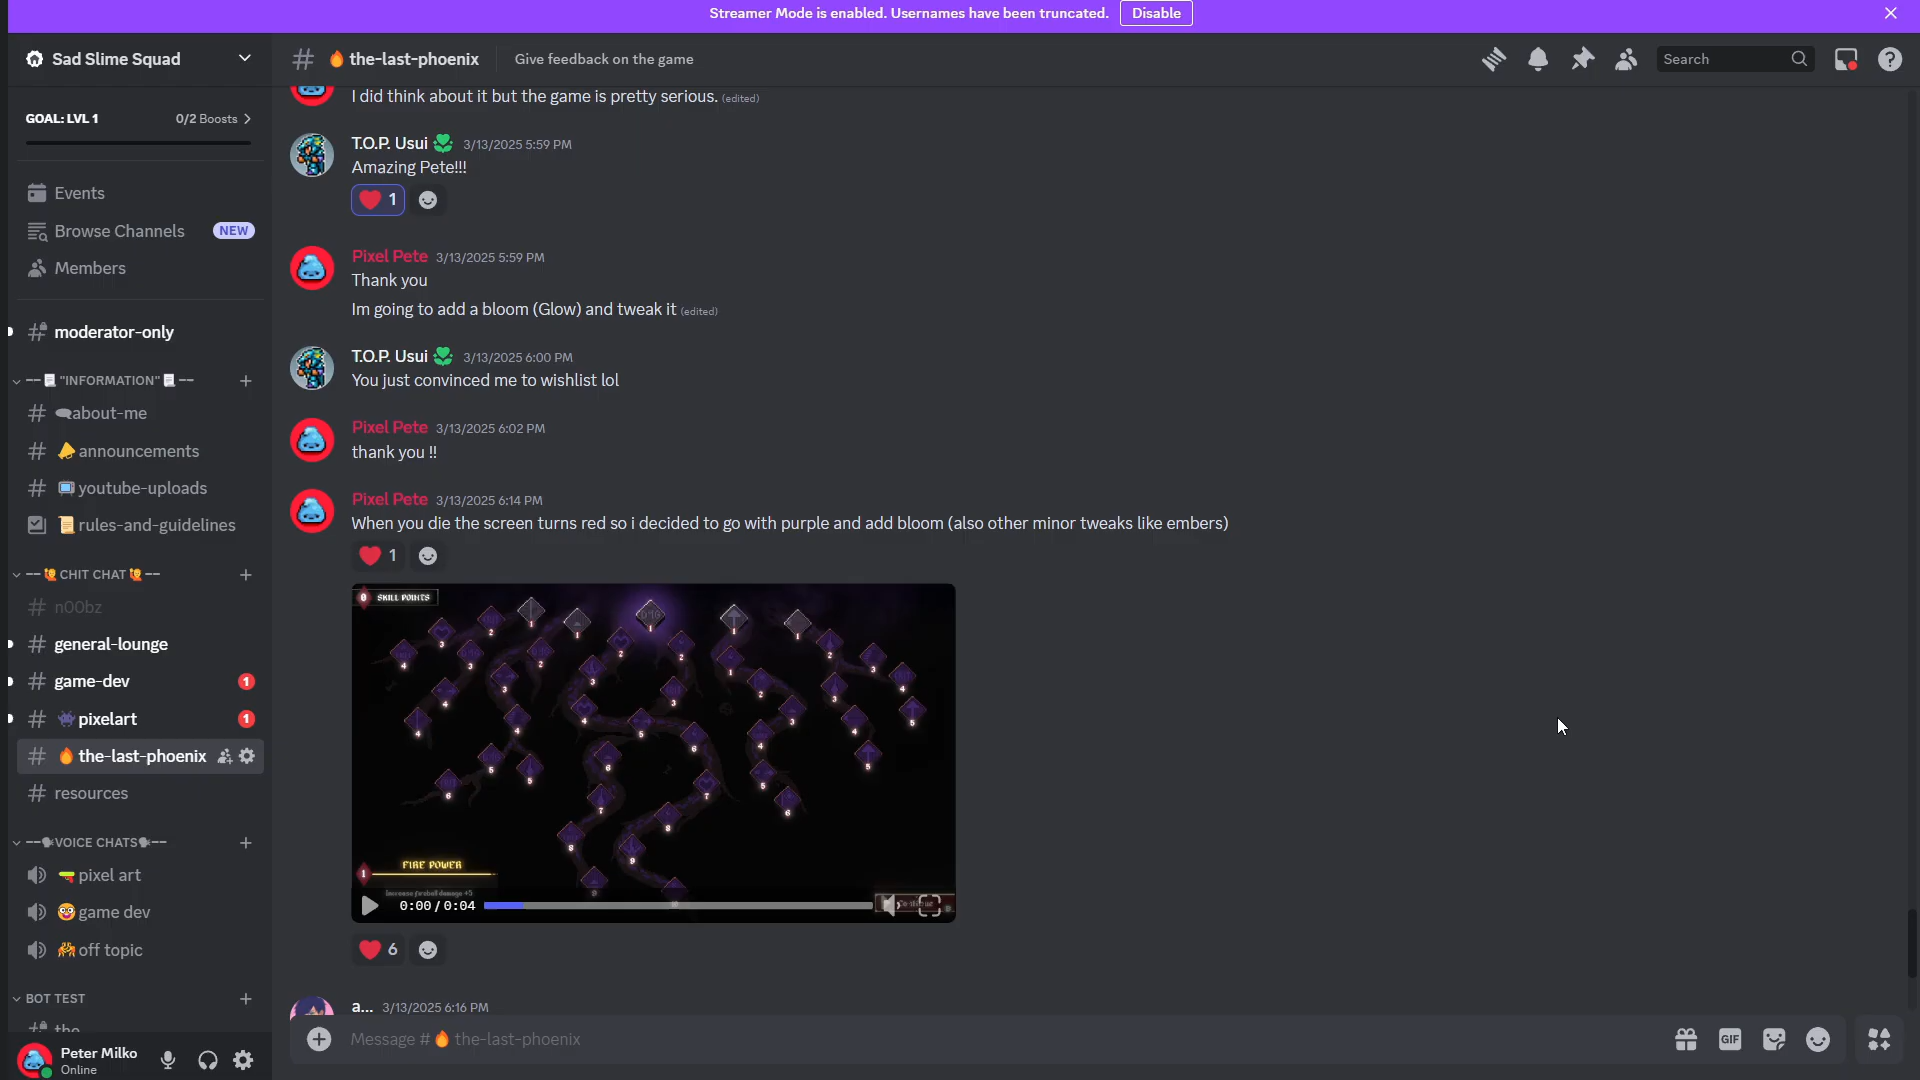 Streamer Mode is enabled. Usernames have been truncated. Disable
Sad Slime Squad
the-last-phoenix
Give feedback on the game
Search
GOAL: LVL 1
0/2 Boosts
Events
Browse Channels
NEW
Members
moderator-only
"INFORMATION"
about-me
announcements
youtube-uploads
rules-and-guidelines
CHIT CHAT
n00bz
general-lounge
game-dev
1
pixelart
1
the-last-phoenix
resources
VOICE CHATS
pixel art
game dev
off topic
BOT TEST
the
Peter Milko
Online
I did think about it but the game is pretty serious. (edited)
T.O.P. Usui 3/13/2025 5:59 PM
Amazing Pete!!!
1
Pixel Pete 3/13/2025 5:59 PM
Thank you
Im going to add a bloom (Glow) and tweak it (edited)
T.O.P. Usui 3/13/2025 6:00 PM
You just convinced me to wishlist lol
Pixel Pete 3/13/2025 6:02 PM
thank you !!
Pixel Pete 3/13/2025 6:14 PM
When you die the screen turns red so i decided to go with purple and add bloom (also other minor tweaks like embers)
1
0 SKILL POINTS
FIRE POWER
1
Increase fireball damage +5
0:00 / 0:04
6
a... 3/13/2025 6:16 PM
Message # the-last-phoenix
GIF